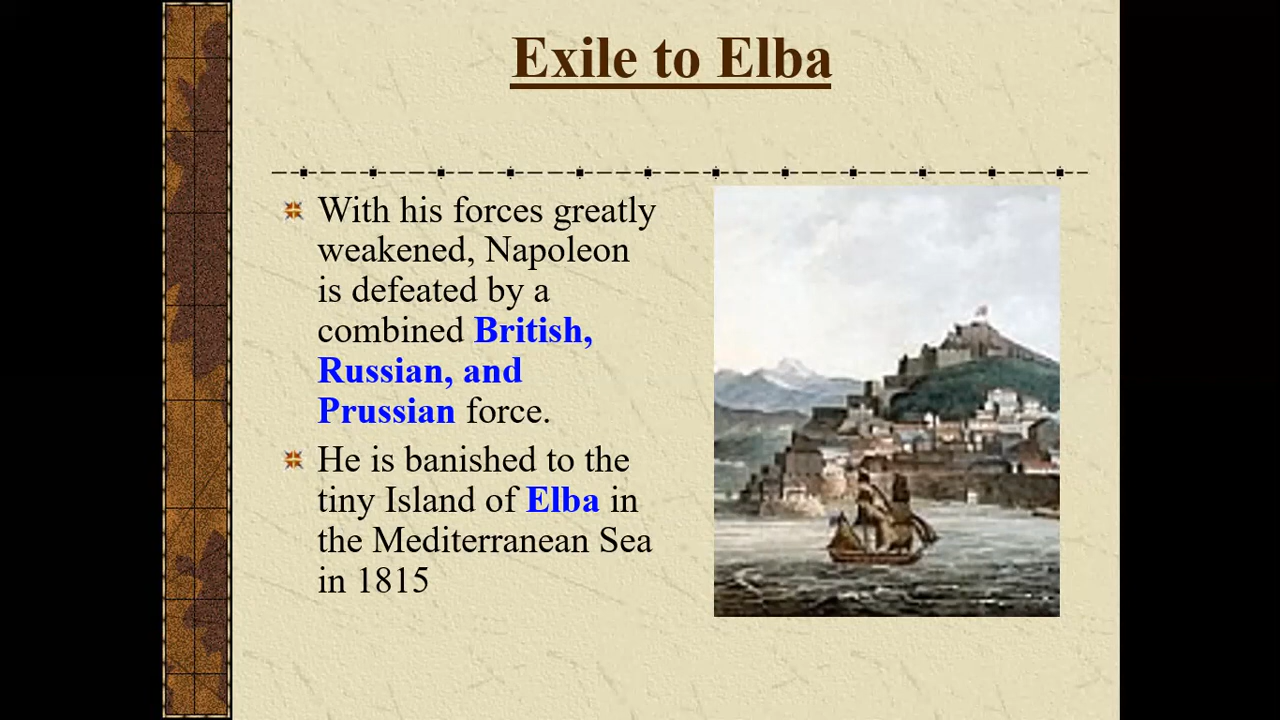 Exile to Elba
With his forces greatly
weakened, Napoleon
is defeated by a
combined British,
Russian, and
Prussian force.
He is banished to the
tiny Island of Elba in
the Mediterranean Sea
in 1815